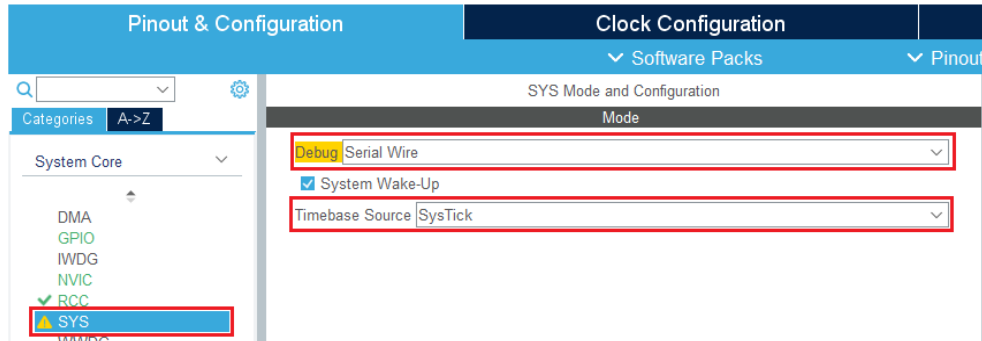 Pinout & Configuration
Clock Configuration
Software Packs
Pinout
SYS Mode and Configuration
Categories
A->Z
Mode
System Core
Debug Serial Wire
System Wake-Up
Timebase Source SysTick
DMA
GPIO
IWDG
NVIC
RCC
SYS
WWDG